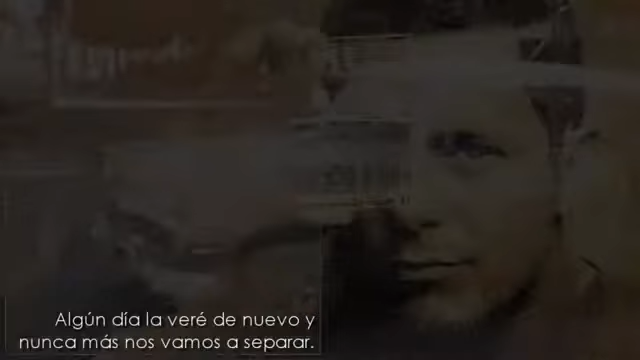 Algún día la veré de nuevo y
nunca más nos vamos a separar.